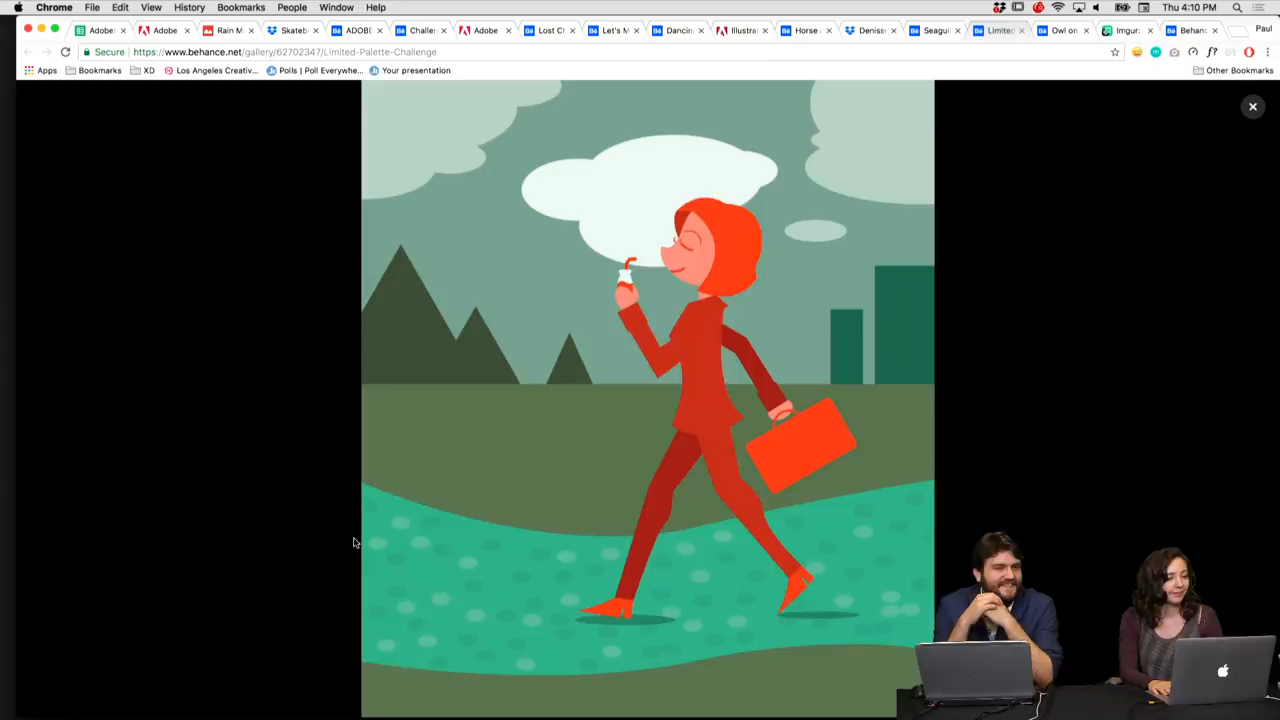 Chrome File Edit View History Bookmarks People Window Help Thu 4:10 PM
Adobe Adobe Rain M Skateb ADOBE Challen Adobe Lost Ci Let's M Dancin Illustra Horse a Deniss Seagul Limited Owl on Imgur: Behanc Paul
Secure https://www.behance.net/gallery/62702347/Limited-Palette-Challenge
Apps Bookmarks XD Los Angeles Creativ... Polls | Poll Everywhe... Your presentation Other Bookmarks